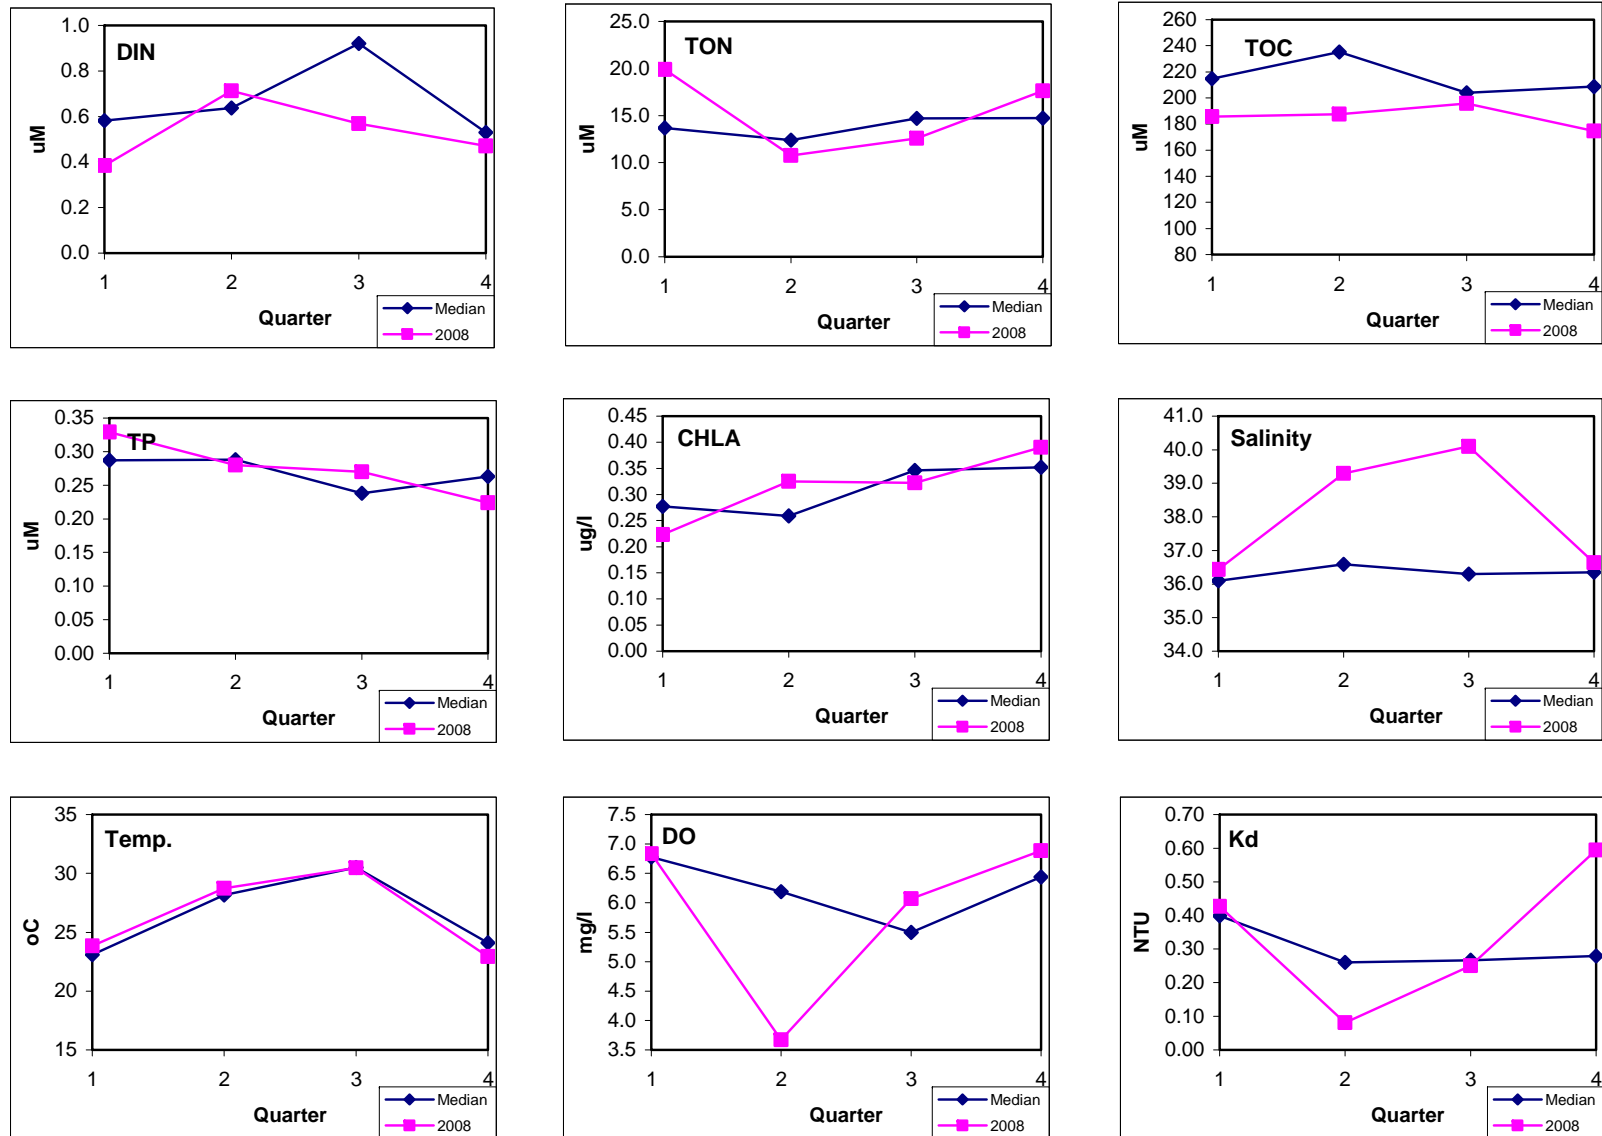 DIN
1.0
0.8
0.6
0.4
0.2
0.0
uM
1 2 3 4
Quarter
Median
2008
TON
25.0
20.0
15.0
10.0
5.0
0.0
uM
1 2 3 4
Quarter
Median
2008
TOC
260
240
220
200
180
160
140
120
100
80
uM
1 2 3 4
Quarter
Median
2008
TP
0.35
0.30
0.25
0.20
0.15
0.10
0.05
0.00
uM
1 2 3 4
Quarter
Median
2008
CHLA
0.45
0.40
0.35
0.30
0.25
0.20
0.15
0.10
0.05
0.00
ug/l
1 2 3 4
Quarter
Median
2008
Salinity
41.0
40.0
39.0
38.0
37.0
36.0
35.0
34.0
1 2 3 4
Quarter
Median
2008
Temp.
35
30
25
20
15
oC
1 2 3 4
Quarter
Median
2008
DO
7.5
7.0
6.5
6.0
5.5
5.0
4.5
4.0
3.5
mg/l
1 2 3 4
Quarter
Median
2008
Kd
0.70
0.60
0.50
0.40
0.30
0.20
0.10
0.00
NTU
1 2 3 4
Quarter
Median
2008